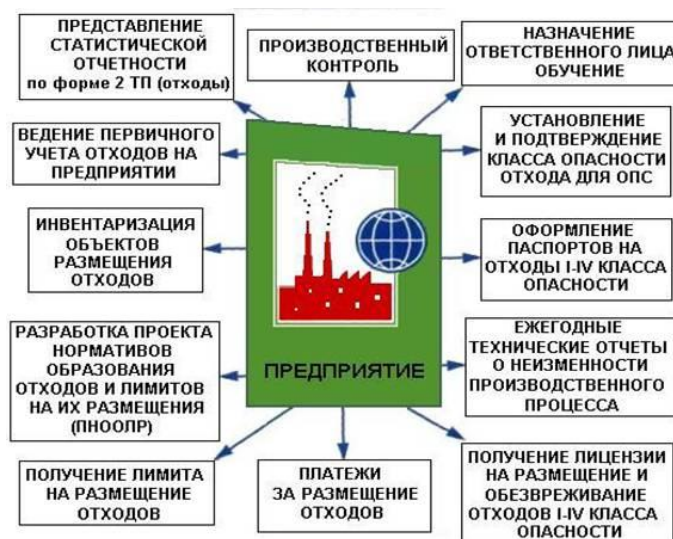 ПРЕДСТАВЛЕНИЕ
СТАТИСТИЧЕСКОЙ
ОТЧЕТНОСТИ
по форме 2 ТП (отходы)
ПРОИЗВОДСТВЕННЫЙ
КОНТРОЛЬ
НАЗНАЧЕНИЕ
ОТВЕТСТВЕННОГО ЛИЦА
ОБУЧЕНИЕ
ВЕДЕНИЕ ПЕРВИЧНОГО
УЧЕТА ОТХОДОВ НА
ПРЕДПРИЯТИИ
УСТАНОВЛЕНИЕ
И ПОДТВЕРЖДЕНИЕ
КЛАССА ОПАСНОСТИ
ОТХОДА ДЛЯ ОПС
ИНВЕНТАРИЗАЦИЯ
ОБЪЕКТОВ
РАЗМЕЩЕНИЯ
ОТХОДОВ
ОФОРМЛЕНИЕ
ПАСПОРТОВ НА
ОТХОДЫ I-IV КЛАССА
ОПАСНОСТИ
РАЗРАБОТКА ПРОЕКТА
НОРМАТИВОВ
ОБРАЗОВАНИЯ
ОТХОДОВ И ЛИМИТОВ
НА ИХ РАЗМЕЩЕНИЯ
(ПНООЛР)
ПРЕДПРИЯТИЕ
ЕЖЕГОДНЫЕ
ТЕХНИЧЕСКИЕ ОТЧЕТЫ
О НЕИЗМЕННОСТИ
ПРОИЗВОДСТВЕННОГО
ПРОЦЕССА
ПОЛУЧЕНИЕ ЛИМИТА
НА РАЗМЕЩЕНИЕ
ОТХОДОВ
ПЛАТЕЖИ
ЗА РАЗМЕЩЕНИЕ
ОТХОДОВ
ПОЛУЧЕНИЕ ЛИЦЕНЗИИ
НА РАЗМЕЩЕНИЕ И
ОБЕЗВРЕЖИВАНИЕ
ОТХОДОВ I-IV КЛАССА
ОПАСНОСТИ